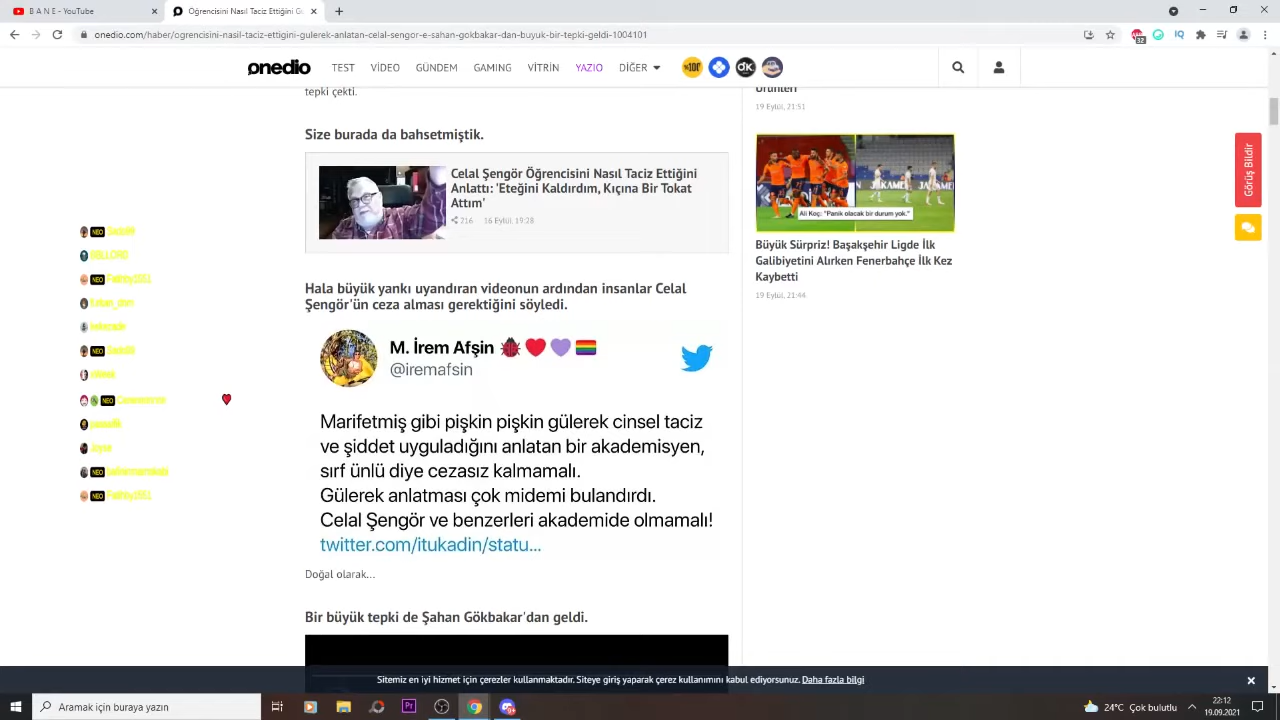 B A N E - YouTube
Öğrencisini Nasıl Taciz Ettiğini G
onedio.com/haber/ogrencisini-nasil-taciz-ettigini-gulerek-anlatan-celal-sengor-sahan-gokbakar-dan-buyuk-bir-tepki-geldi-1004101
32
IQ
onedio TEST VİDEO GÜNDEM GAMING VİTRİN YAZIO DİĞER
tepki çekti.
Size burada da bahsetmiştik.
Celal Şengör Öğrencisini Nasıl Taciz Ettiğini
Anlattı: 'Eteğini Kaldırdım, Kıçına Bir Tokat
Attım'
216 16 Eylül, 19:28
Hala büyük yankı uyandıran videonun ardından insanlar Celal
Şengör'ün ceza alması gerektiğini söyledi.
M. İrem Afşin
@iremafsin
Marifetmiş gibi pişkin pişkin gülerek cinsel taciz
ve şiddet uyguladığını anlatan bir akademisyen,
sırf ünlü diye cezasız kalmamalı.
Gülerek anlatması çok midemi bulandırdı.
Celal Şengör ve benzerleri akademide olmamalı!
twitter.com/itukadin/statu...
Doğal olarak...
Bir büyük tepki de Şahan Gökbakar'dan geldi.
Ürünleri
19 Eylül, 21:51
Ali Koç: "Panik olacak bir durum yok."
Büyük Sürpriz! Başakşehir Ligde İlk
Galibiyetini Alırken Fenerbahçe İlk Kez
Kaybetti
19 Eylül, 21:44
Görüş Bildir
NEO
NEO
NEO
NEO
NEO
NEO
Sitemiz en iyi hizmet için çerezler kullanmaktadır. Siteye giriş yaparak çerez kullanımını kabul ediyorsunuz. Daha fazla bilgi
Aramak için buraya yazın
24°C Çok bulutlu
22:12
19.09.2021